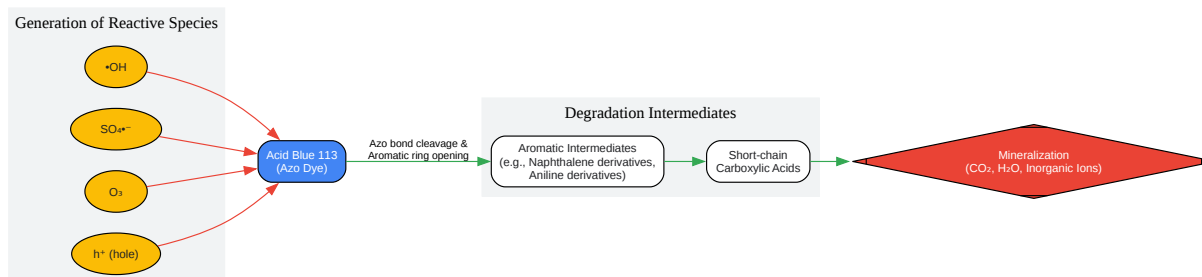 Generation of Reactive Species
•OH
SO₄•⁻
O₃
h⁺ (hole)
Acid Blue 113
(Azo Dye)
Azo bond cleavage &
Aromatic ring opening
Degradation Intermediates
Aromatic Intermediates
(e.g., Naphthalene derivatives,
Aniline derivatives)
Short-chain
Carboxylic Acids
Mineralization
(CO₂, H₂O, Inorganic Ions)